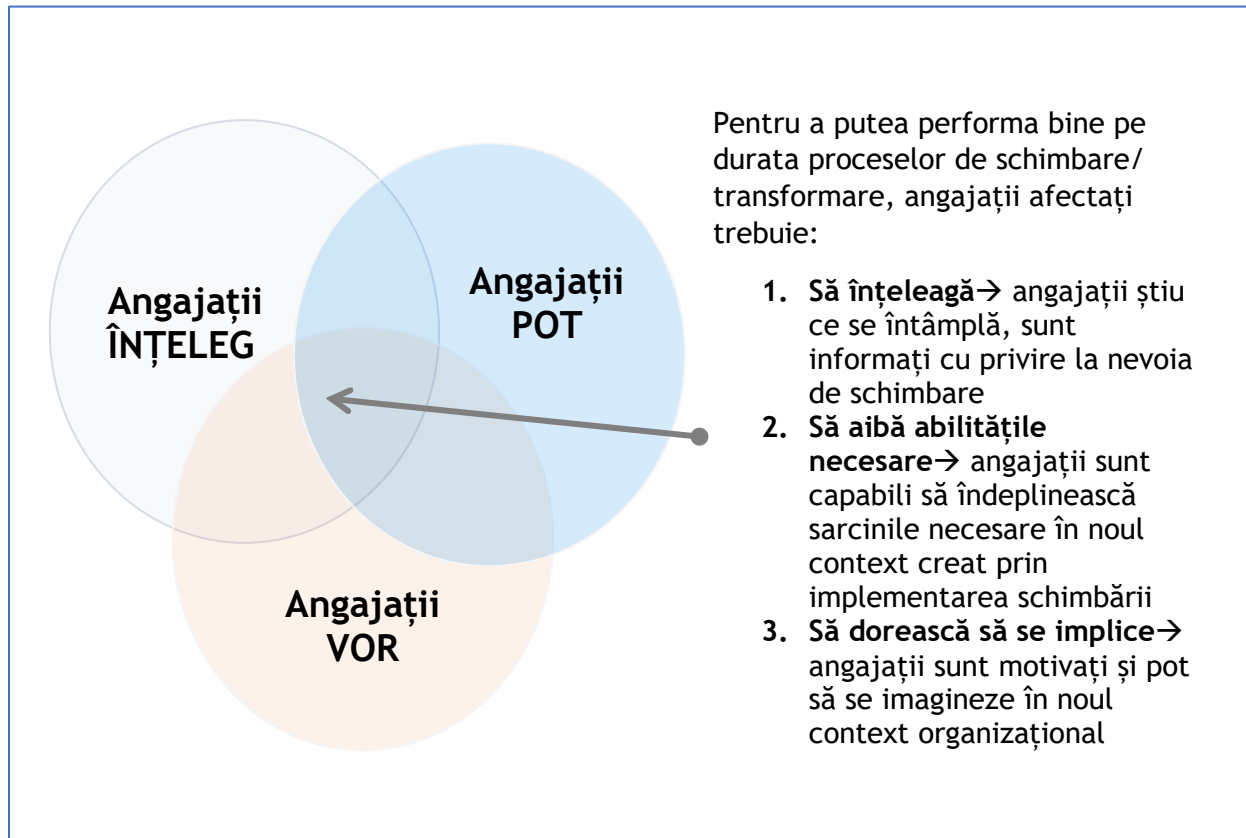 Angajații
ÎNȚELEG
Angajații
POT
Angajații
VOR
Pentru a putea performa bine pe
durata proceselor de schimbare/
transformare, angajații afectați
trebuie:
1. Să înțeleagă→ angajații știu
ce se întâmplă, sunt
informați cu privire la nevoia
de schimbare
2. Să aibă abilitățile
necesare→ angajații sunt
capabili să îndeplinească
sarcinile necesare în noul
context creat prin
implementarea schimbării
3. Să dorească să se implice→
angajații sunt motivați și pot
să se imagineze în noul
context organizațional